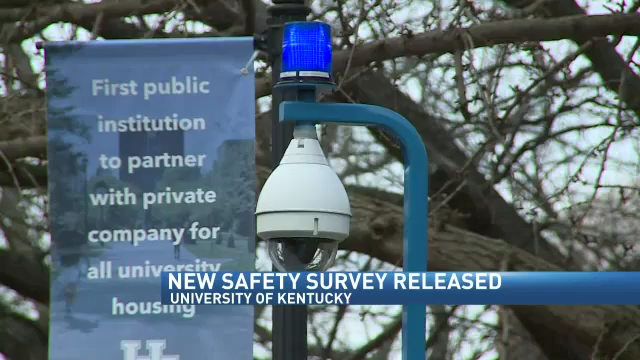 First public
institution
to partner
with private
company for
all university
housing
UK
NEW SAFETY SURVEY RELEASED
UNIVERSITY OF KENTUCKY